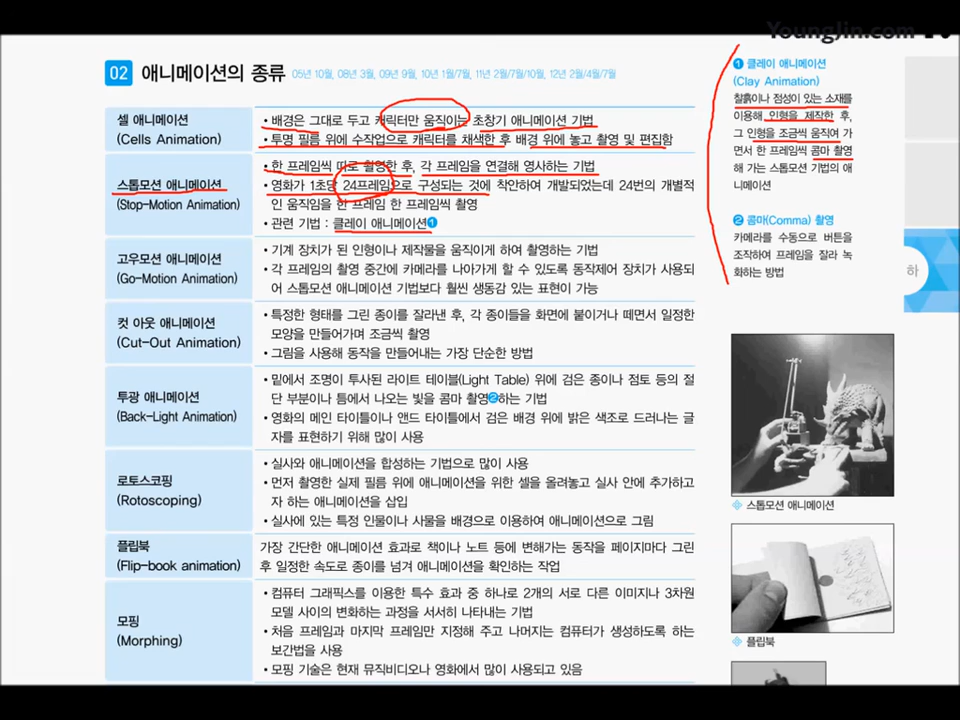 YoungJin.com
02 애니메이션의 종류 05년 10월, 08년 3월, 09년 9월, 10년 1월/7월, 11년 2월/7월/10월, 12년 2월/4월/7월
셀 애니메이션
(Cells Animation)
• 배경은 그대로 두고 캐릭터만 움직이는 초창기 애니메이션 기법
• 투명 필름 위에 수작업으로 캐릭터를 채색한 후 배경 위에 놓고 촬영 및 편집함
스톱모션 애니메이션
(Stop-Motion Animation)
• 한 프레임씩 따로 촬영한 후, 각 프레임을 연결해 영사하는 기법
• 영화가 1초당 24프레임으로 구성되는 것에 착안하여 개발되었는데 24번의 개별적
인 움직임을 한 프레임 한 프레임씩 촬영
• 관련 기법 : 클레이 애니메이션❶
고우모션 애니메이션
(Go-Motion Animation)
• 기계 장치가 된 인형이나 제작물을 움직이게 하여 촬영하는 기법
• 각 프레임의 촬영 중간에 카메라를 나아가게 할 수 있도록 동작제어 장치가 사용되
어 스톱모션 애니메이션 기법보다 훨씬 생동감 있는 표현이 가능
컷 아웃 애니메이션
(Cut-Out Animation)
• 특정한 형태를 그린 종이를 잘라낸 후, 각 종이들을 화면에 붙이거나 떼면서 일정한
모양을 만들어가며 조금씩 촬영
• 그림을 사용해 동작을 만들어내는 가장 단순한 방법
투광 애니메이션
(Back-Light Animation)
• 밑에서 조명이 투사된 라이트 테이블(Light Table) 위에 검은 종이나 점토 등의 절
단 부분이나 틈에서 나오는 빛을 콤마 촬영❷하는 기법
• 영화의 메인 타이틀이나 앤드 타이틀에서 검은 배경 위에 밝은 색조로 드러나는 글
자를 표현하기 위해 많이 사용
로토스코핑
(Rotoscoping)
• 실사와 애니메이션을 합성하는 기법으로 많이 사용
• 먼저 촬영한 실제 필름 위에 애니메이션을 위한 셀을 올려놓고 실사 안에 추가하고
자 하는 애니메이션을 삽입
• 실사에 있는 특정 인물이나 사물을 배경으로 이용하여 애니메이션으로 그림
플립북
(Flip-book animation)
가장 간단한 애니메이션 효과로 책이나 노트 등에 변해가는 동작을 페이지마다 그린
후 일정한 속도로 종이를 넘겨 애니메이션을 확인하는 작업
모핑
(Morphing)
• 컴퓨터 그래픽스를 이용한 특수 효과 중 하나로 2개의 서로 다른 이미지나 3차원
모델 사이의 변화하는 과정을 서서히 나타내는 기법
• 처음 프레임과 마지막 프레임만 지정해 주고 나머지는 컴퓨터가 생성하도록 하는
보간법을 사용
• 모핑 기술은 현재 뮤직비디오나 영화에서 많이 사용되고 있음
❶ 클레이 애니메이션
(Clay Animation)
찰흙이나 점성이 있는 소재를
이용해 인형을 제작한 후,
그 인형을 조금씩 움직여 가
면서 한 프레임씩 콤마 촬영
해 가는 스톱모션 기법의 애
니메이션
❷ 콤마(Comma) 촬영
카메라를 수동으로 버튼을
조작하여 프레임을 잘라 녹
화하는 방법
하
스톱모션 애니메이션
플립북